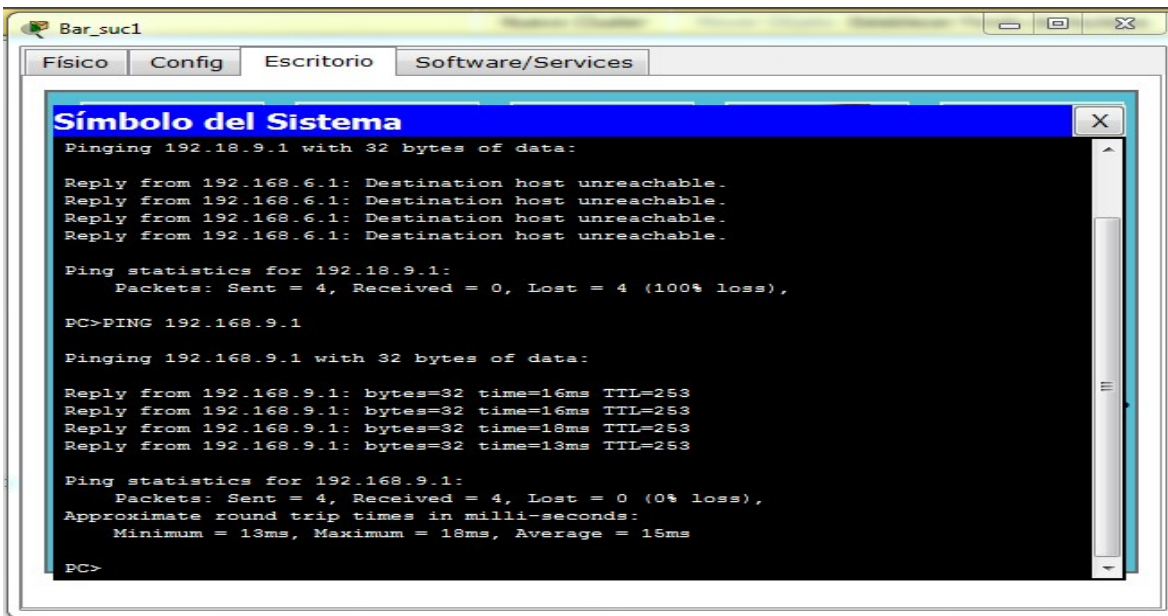 Bar_suc1
Físico Config Escritorio Software/Services
Símbolo del Sistema X
Pinging 192.18.9.1 with 32 bytes of data:
Reply from 192.168.6.1: Destination host unreachable.
Reply from 192.168.6.1: Destination host unreachable.
Reply from 192.168.6.1: Destination host unreachable.
Reply from 192.168.6.1: Destination host unreachable.
Ping statistics for 192.18.9.1:
Packets: Sent = 4, Received = 0, Lost = 4 (100% loss),
PC>PING 192.168.9.1
Pinging 192.168.9.1 with 32 bytes of data:
Reply from 192.168.9.1: bytes=32 time=16ms TTL=253
Reply from 192.168.9.1: bytes=32 time=16ms TTL=253
Reply from 192.168.9.1: bytes=32 time=18ms TTL=253
Reply from 192.168.9.1: bytes=32 time=13ms TTL=253
Ping statistics for 192.168.9.1:
Packets: Sent = 4, Received = 4, Lost = 0 (0% loss),
Approximate round trip times in milli-seconds:
Minimum = 13ms, Maximum = 18ms, Average = 15ms
PC>